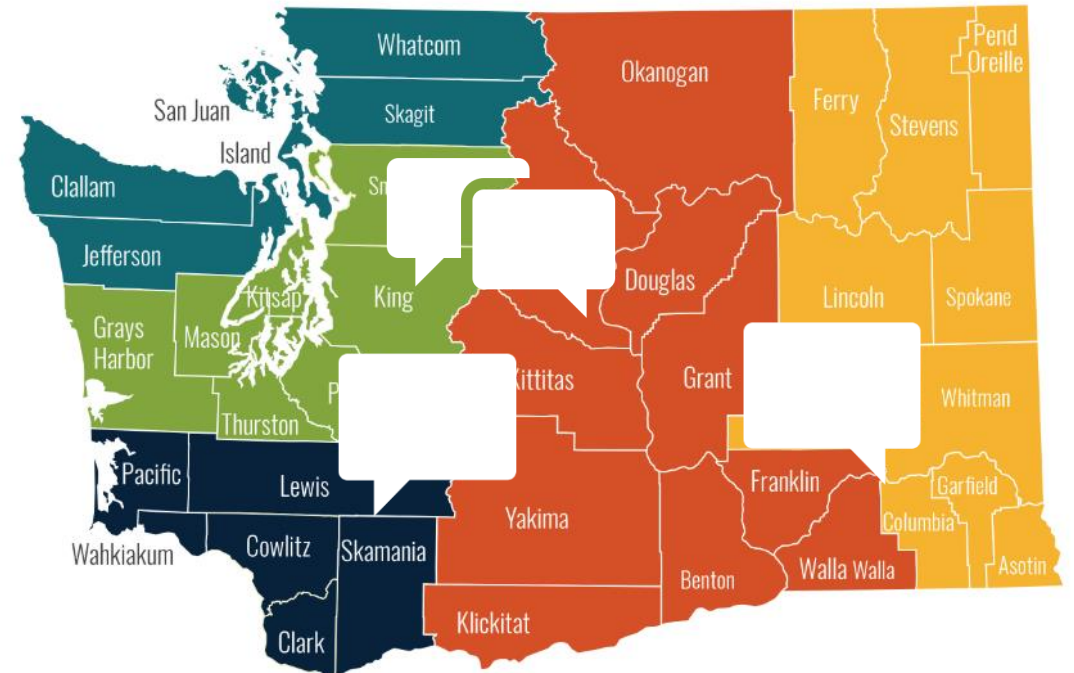 Whatcom
Okanogan
Pend
Oreille
Ferry
Stevens
San Juan
Skagit
Island
Clallam
Sn
Jefferson
Douglas
Kitsap
King
Lincoln
Spokane
Grays
Harbor
Mason
Kittitas
Grant
P
Whitman
Thurston
Pacific
Lewis
Franklin
Garfield
Yakima
Columbia
Wahkiakum
Cowlitz
Skamania
Benton
Walla Walla
Asotin
Clark
Klickitat